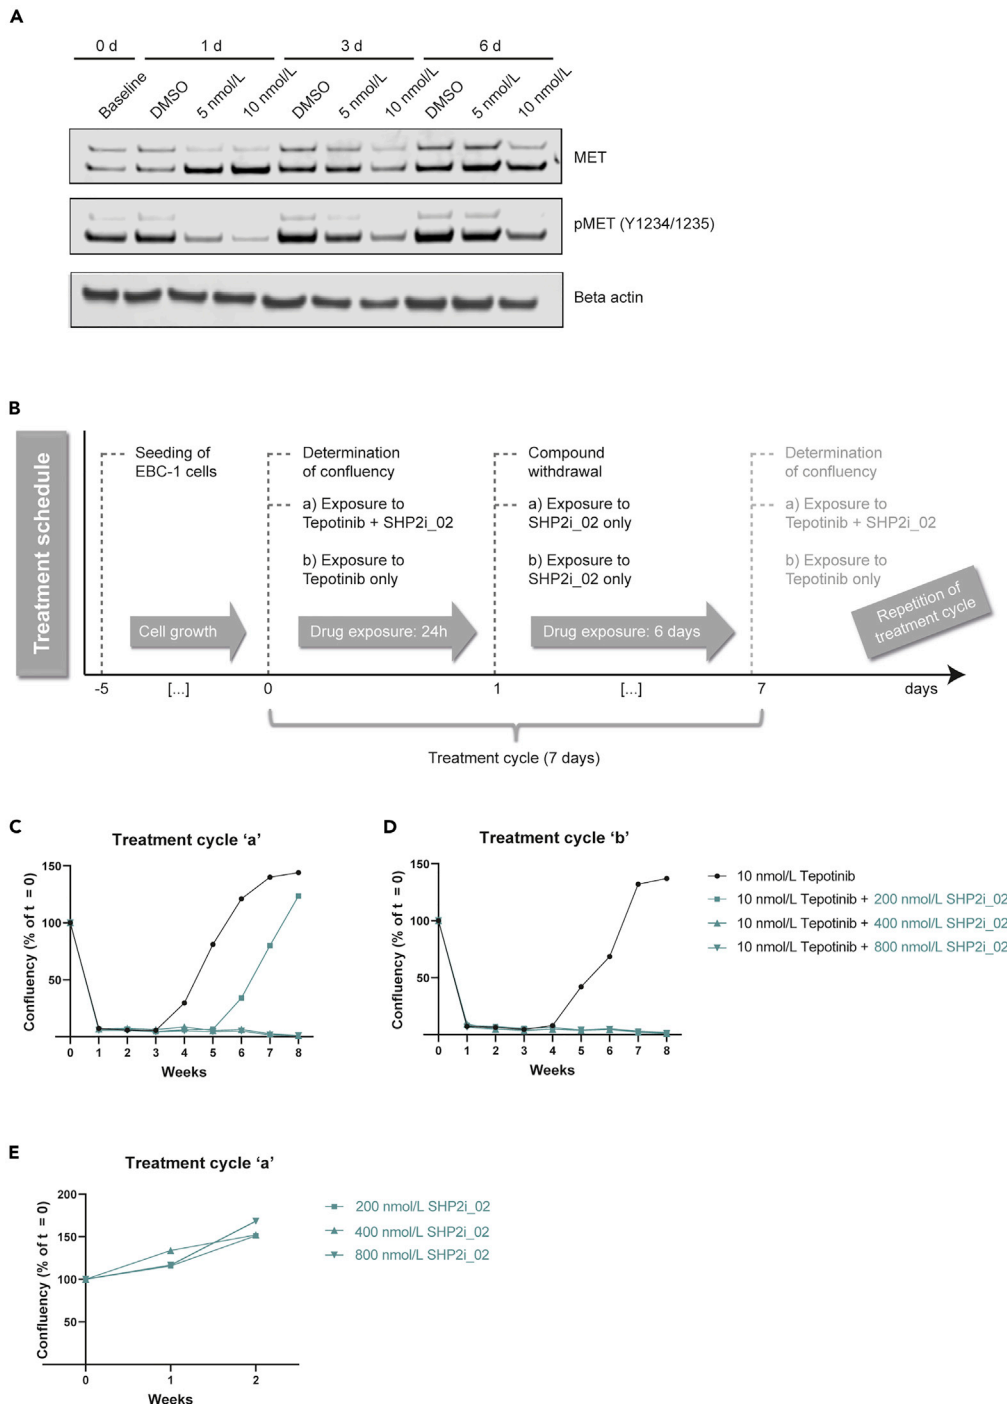 A
0 d
1 d
3 d
6 d
Baseline
DMSO
5 nmol/L
10 nmol/L
DMSO
5 nmol/L
10 nmol/L
DMSO
5 nmol/L
10 nmol/L
MET
pMET (Y1234/1235)
Beta actin
B
Treatment schedule
Seeding of
EBC-1 cells
Determination
of confluency
a) Exposure to
Tepotinib + SHP2i_02
b) Exposure to
Tepotinib only
Compound
withdrawal
a) Exposure to
SHP2i_02 only
b) Exposure to
SHP2i_02 only
Determination
of confluency
a) Exposure to
Tepotinib + SHP2i_02
b) Exposure to
Tepotinib only
Cell growth
Drug exposure: 24h
Drug exposure: 6 days
Repetition of
treatment cycle
-5
[...]
0
1
[...]
7
days
Treatment cycle (7 days)
C
Treatment cycle ‘a’
Confluency (% of t = 0)
150
100
50
0 1 2 3 4 5 6 7 8
Weeks
D
Treatment cycle ‘b’
Confluency (% of t = 0)
150
100
50
0 1 2 3 4 5 6 7 8
Weeks
10 nmol/L Tepotinib
10 nmol/L Tepotinib + 200 nmol/L SHP2i_02
10 nmol/L Tepotinib + 400 nmol/L SHP2i_02
10 nmol/L Tepotinib + 800 nmol/L SHP2i_02
E
Treatment cycle ‘a’
Confluency (% of t = 0)
200
150
100
50
0 1 2
Weeks
200 nmol/L SHP2i_02
400 nmol/L SHP2i_02
800 nmol/L SHP2i_02